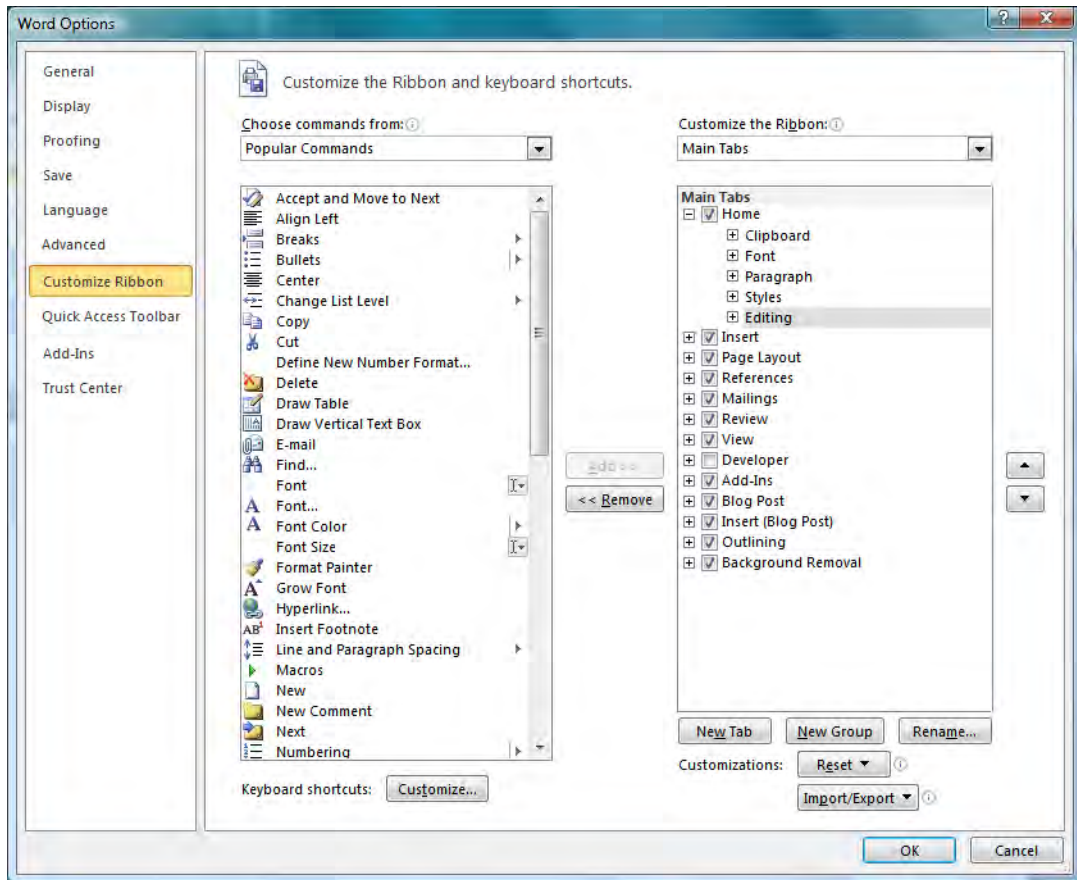 Word Options
General
Display
Proofing
Save
Language
Advanced
Customize Ribbon
Quick Access Toolbar
Add-Ins
Trust Center
Customize the Ribbon and keyboard shortcuts.
Choose commands from:
Popular Commands
Accept and Move to Next
Align Left
Breaks
Bullets
Center
Change List Level
Copy
Cut
Define New Number Format...
Delete
Draw Table
Draw Vertical Text Box
E-mail
Find...
Font
Font...
Font Color
Font Size
Format Painter
Grow Font
Hyperlink...
Insert Footnote
Line and Paragraph Spacing
Macros
New
New Comment
Next
Numbering
Keyboard shortcuts: Customize...
Add >>
<< Remove
Customize the Ribbon:
Main Tabs
Main Tabs
Home
Clipboard
Font
Paragraph
Styles
Editing
Insert
Page Layout
References
Mailings
Review
View
Developer
Add-Ins
Blog Post
Insert (Blog Post)
Outlining
Background Removal
New Tab New Group Rename...
Customizations: Reset
Import/Export
OK Cancel